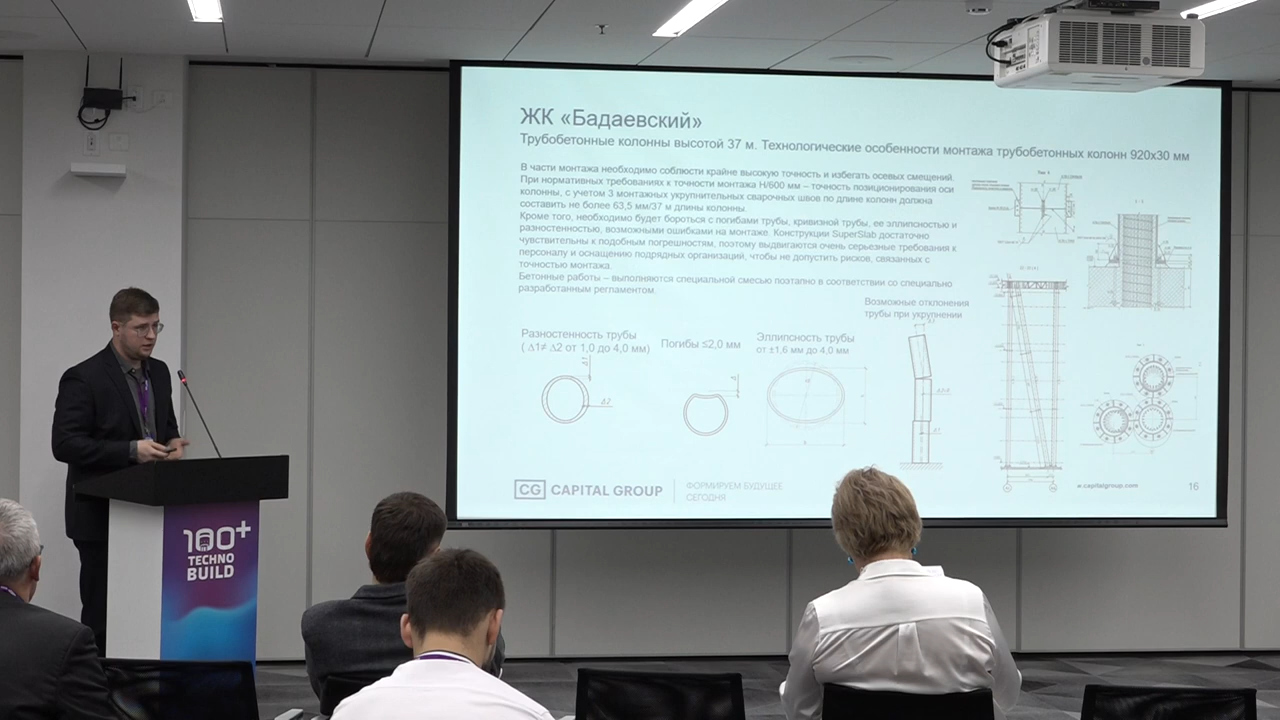 ЖК «Бадаевский»
Трубобетонные колонны высотой 37 м. Технологические особенности монтажа трубобетонных колонн 920х30 мм
В части монтажа необходимо соблюсти крайне высокую точность и избегать осевых смещений.
При нормативных требованиях к точности монтажа Н/600 мм – точность позиционирования оси
колонны, с учетом 3 монтажных укрупнительных сварочных швов по длине колонн должна
составить не более 63,5 мм/37 м длины колонны.
Кроме того, необходимо будет бороться с погибами трубы, кривизной трубы, ее эллипсностью и
разностенностью, возможными ошибками на монтаже. Конструкции SuperSlab достаточно
чувствительны к подобным погрешностям, поэтому выдвигаются очень серьезные требования к
персоналу и оснащению подрядных организаций, чтобы не допустить рисков, связанных с
точностью монтажа.
Бетонные работы – выполняются специальной смесью поэтапно в соответствии со специально
разработанным регламентом.
Возможные отклонения
трубы при укрупнении
Разностенность трубы
( Δ1≠ Δ2 от 1,0 до 4,0 мм)
Погибы ≤2,0 мм
Эллипсность трубы
от ±1,6 мм до 4,0 мм
Δ2
CG CAPITAL GROUP
ФОРМИРУЕМ БУДУЩЕЕ
СЕГОДНЯ
w.capitalgroup.com
16
100+
TECHNO
BUILD